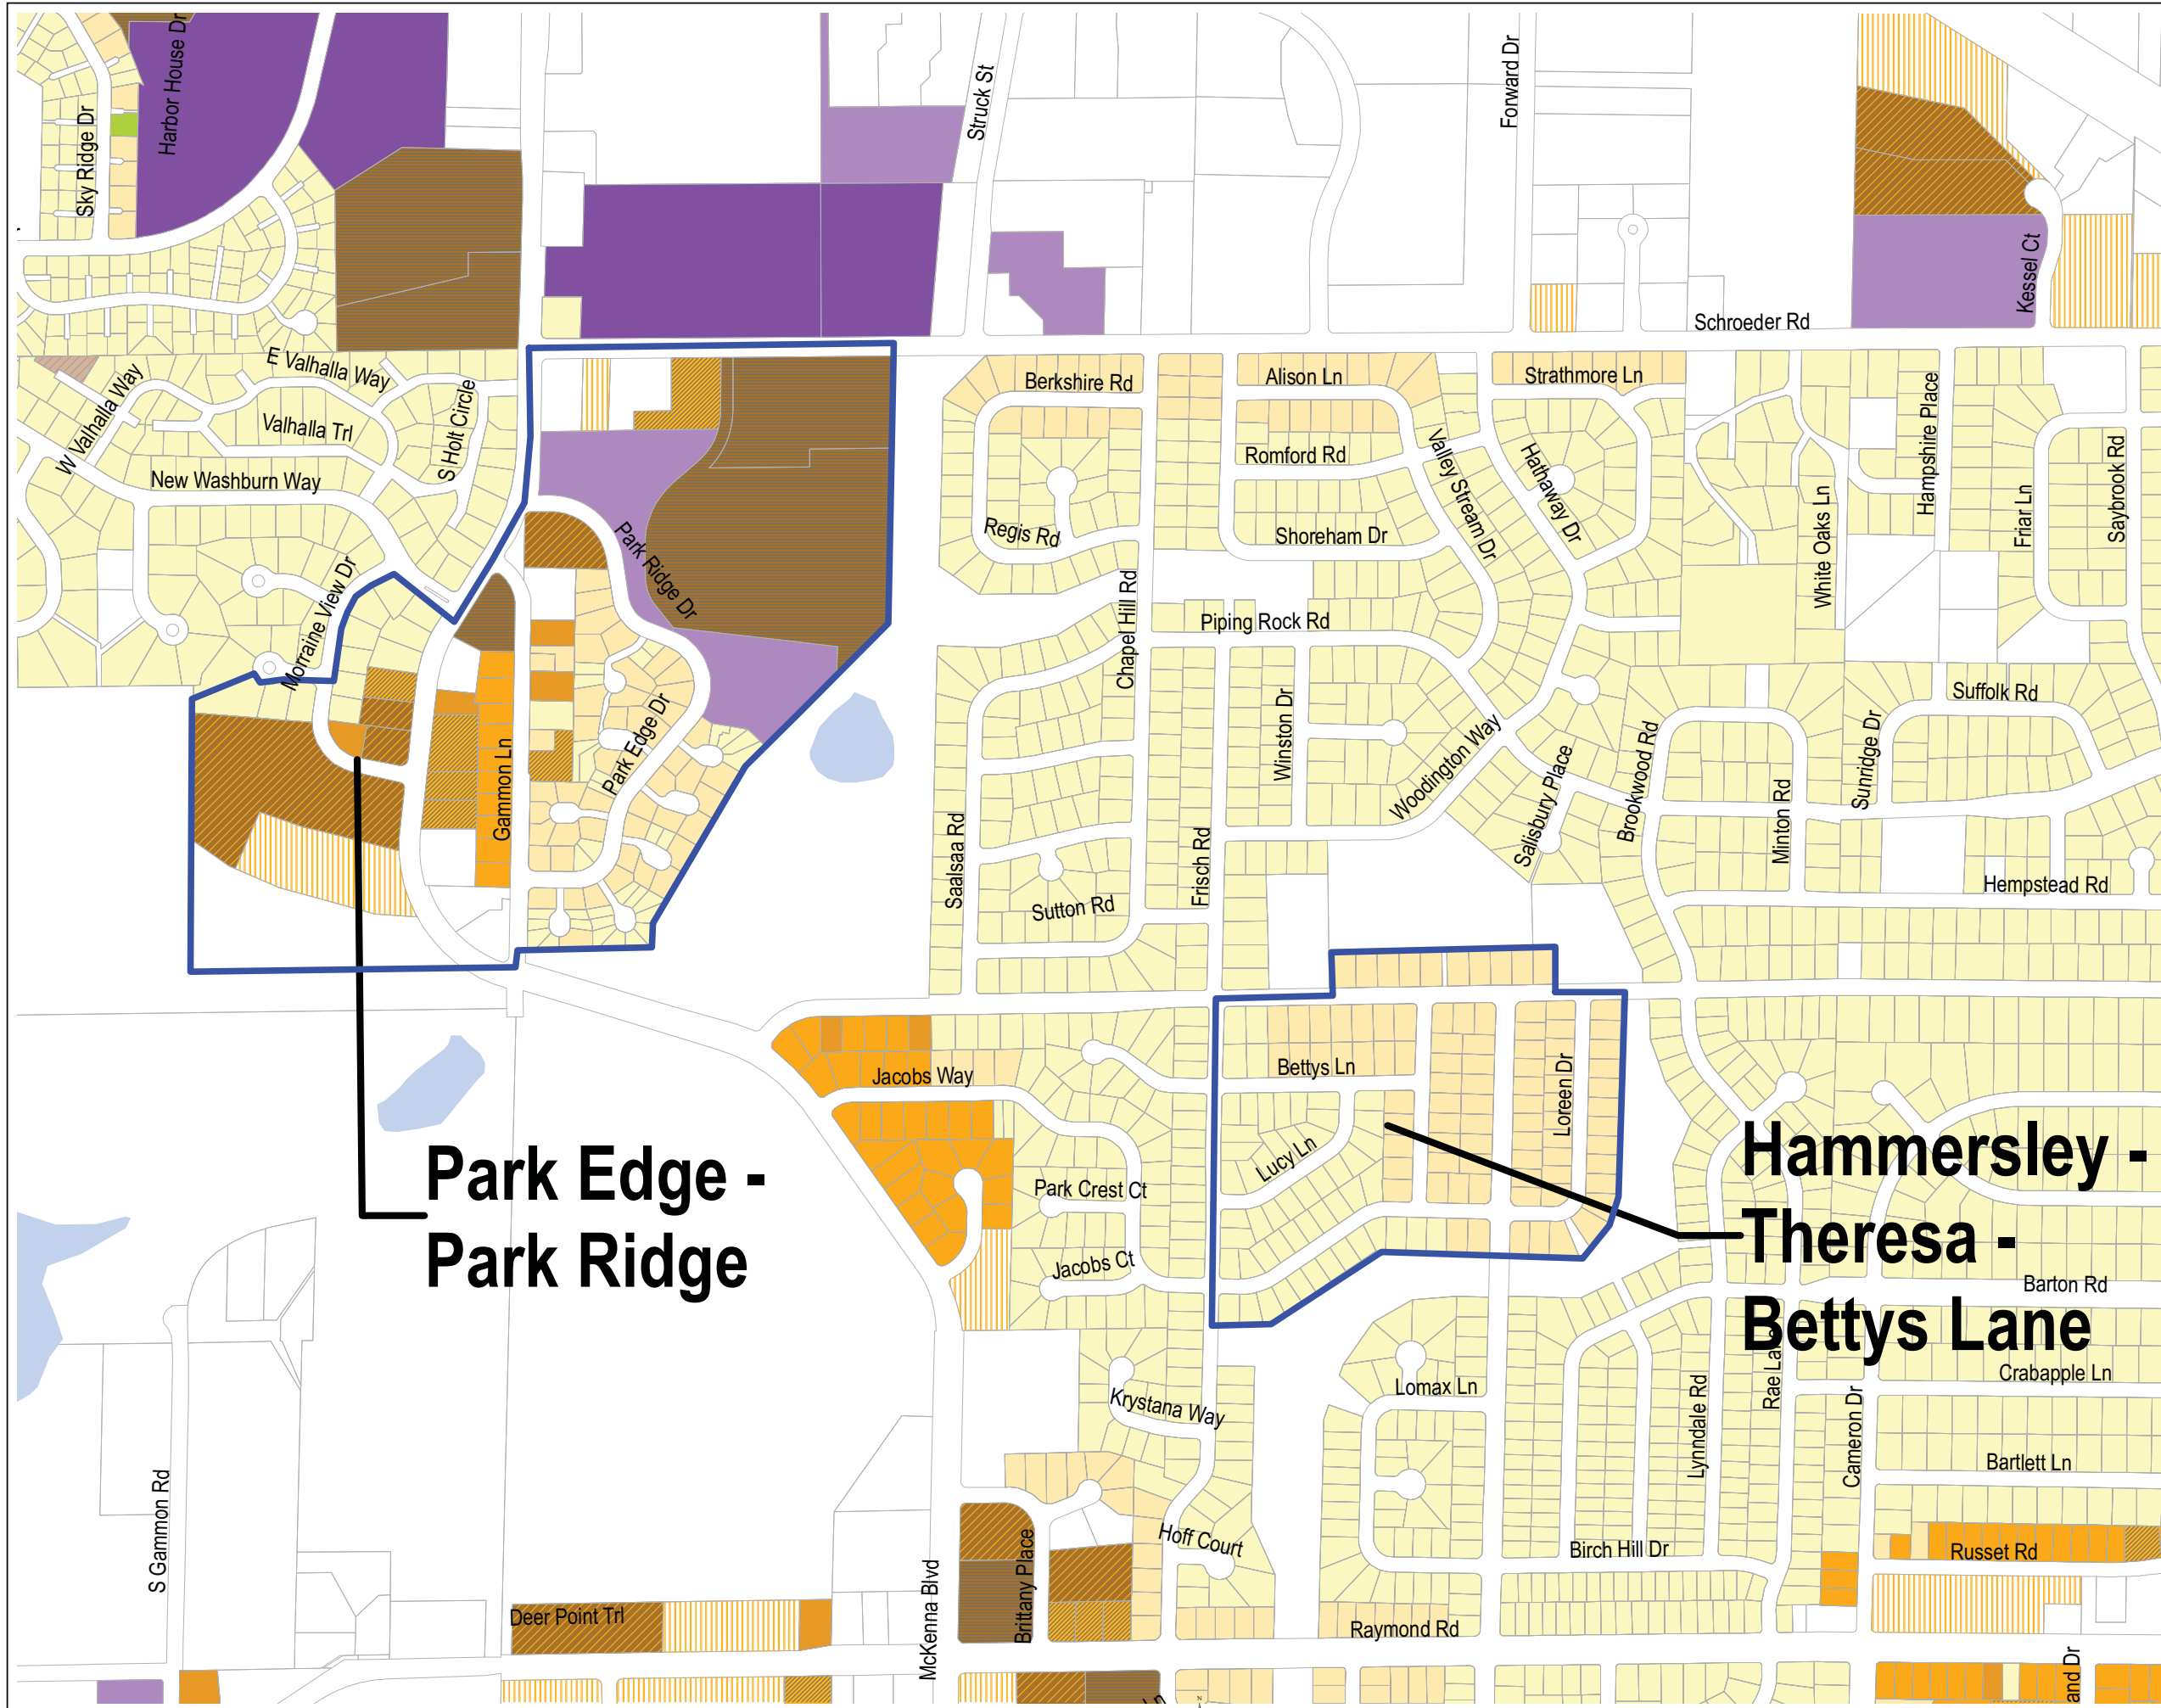 Harbor House Dr
Sky Ridge Dr
Struck St
Forward Dr
Kessel Ct
Schroeder Rd
E Valhalla Way
W Valhalla Way
Valhalla Trl
S Holt Circle
New Washburn Way
Morraine View Dr
Park Ridge Dr
Park Edge Dr
Gammon Ln
Berkshire Rd
Alison Ln
Strathmore Ln
Romford Rd
Regis Rd
Shoreham Dr
Valley Stream Dr
Hathaway Dr
Hampshire Place
White Oaks Ln
Friar Ln
Saybrook Rd
Chapel Hill Rd
Piping Rock Rd
Winston Dr
Woodington Way
Salisbury Place
Brookwood Rd
Minton Rd
Sunridge Dr
Suffolk Rd
Saalsaa Rd
Frisch Rd
Sutton Rd
Hempstead Rd
Jacobs Way
Bettys Ln
Loreen Dr
Lucy Ln
Park Crest Ct
Jacobs Ct
Park Edge -
Park Ridge
Hammersley -
Theresa -
Bettys Lane
Barton Rd
Crabapple Ln
Rae Lane
Lynndale Rd
Cameron Dr
Lomax Ln
Krystana Way
Bartlett Ln
Hoff Court
Birch Hill Dr
Russet Rd
S Gammon Rd
Deer Point Trl
McKenna Blvd
Brittany Place
Raymond Rd
and Dr
Ln
N